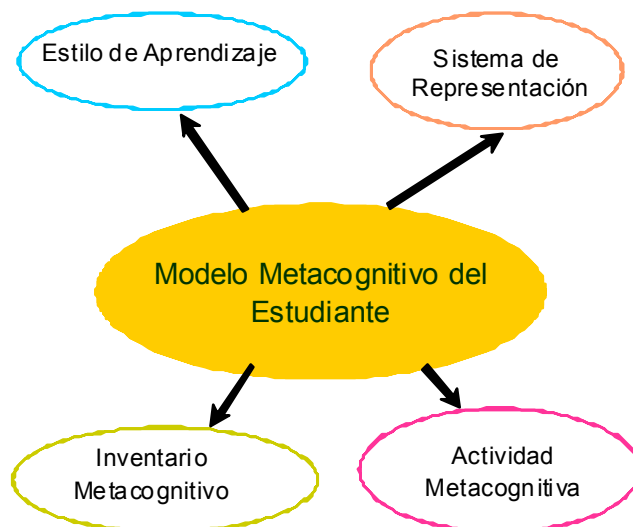 Estilo de Aprendizaje
Sistema de
Representación
Modelo Metacognitivo del
Estudiante
Inventario
Metacognitivo
Actividad
Metacognitiva